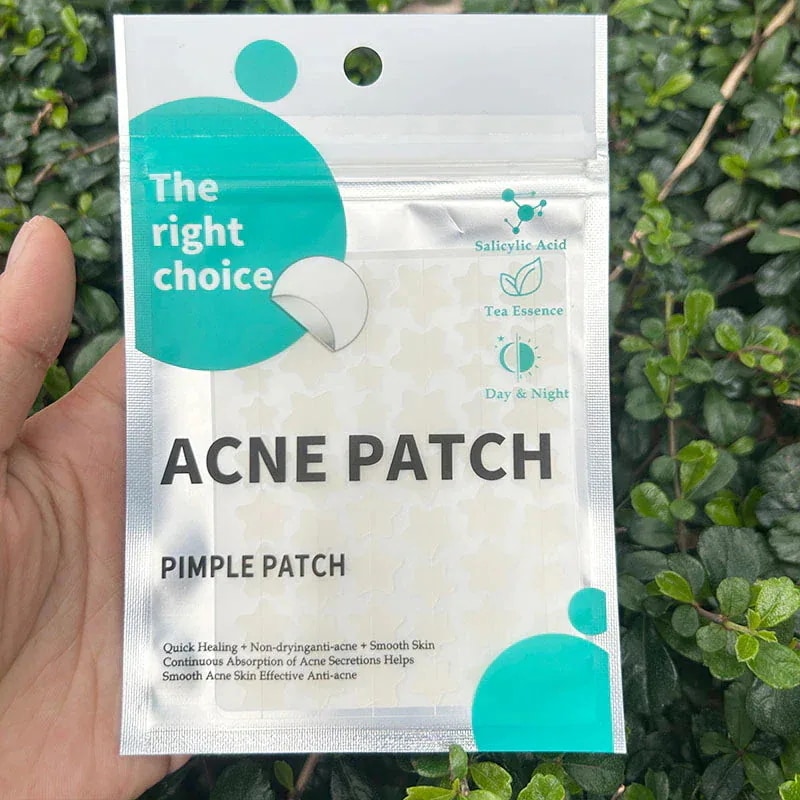 The
right
choice
Salicylic Acid
Tea Essence
Day & Night
ACNE PATCH
PIMPLE PATCH
Quick Healing + Non-dryinganti-acne + Smooth Skin
Continuous Absorption of Acne Secretions Helps
Smooth Acne Skin Effective Anti-acne